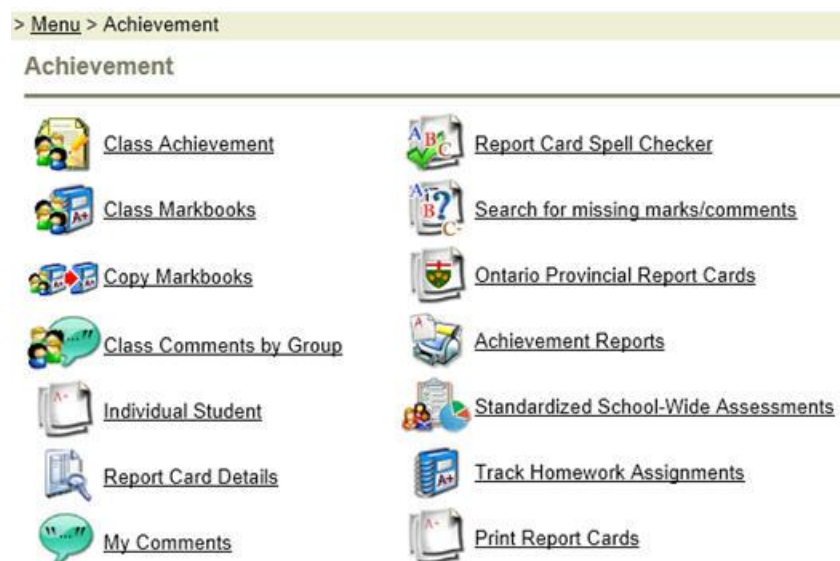 > Menu > Achievement
Achievement
Class Achievement
Class Markbooks
Copy Markbooks
Class Comments by Group
Individual Student
Report Card Details
My Comments
Report Card Spell Checker
Search for missing marks/comments
Ontario Provincial Report Cards
Achievement Reports
Standardized School-Wide Assessments
Track Homework Assignments
Print Report Cards